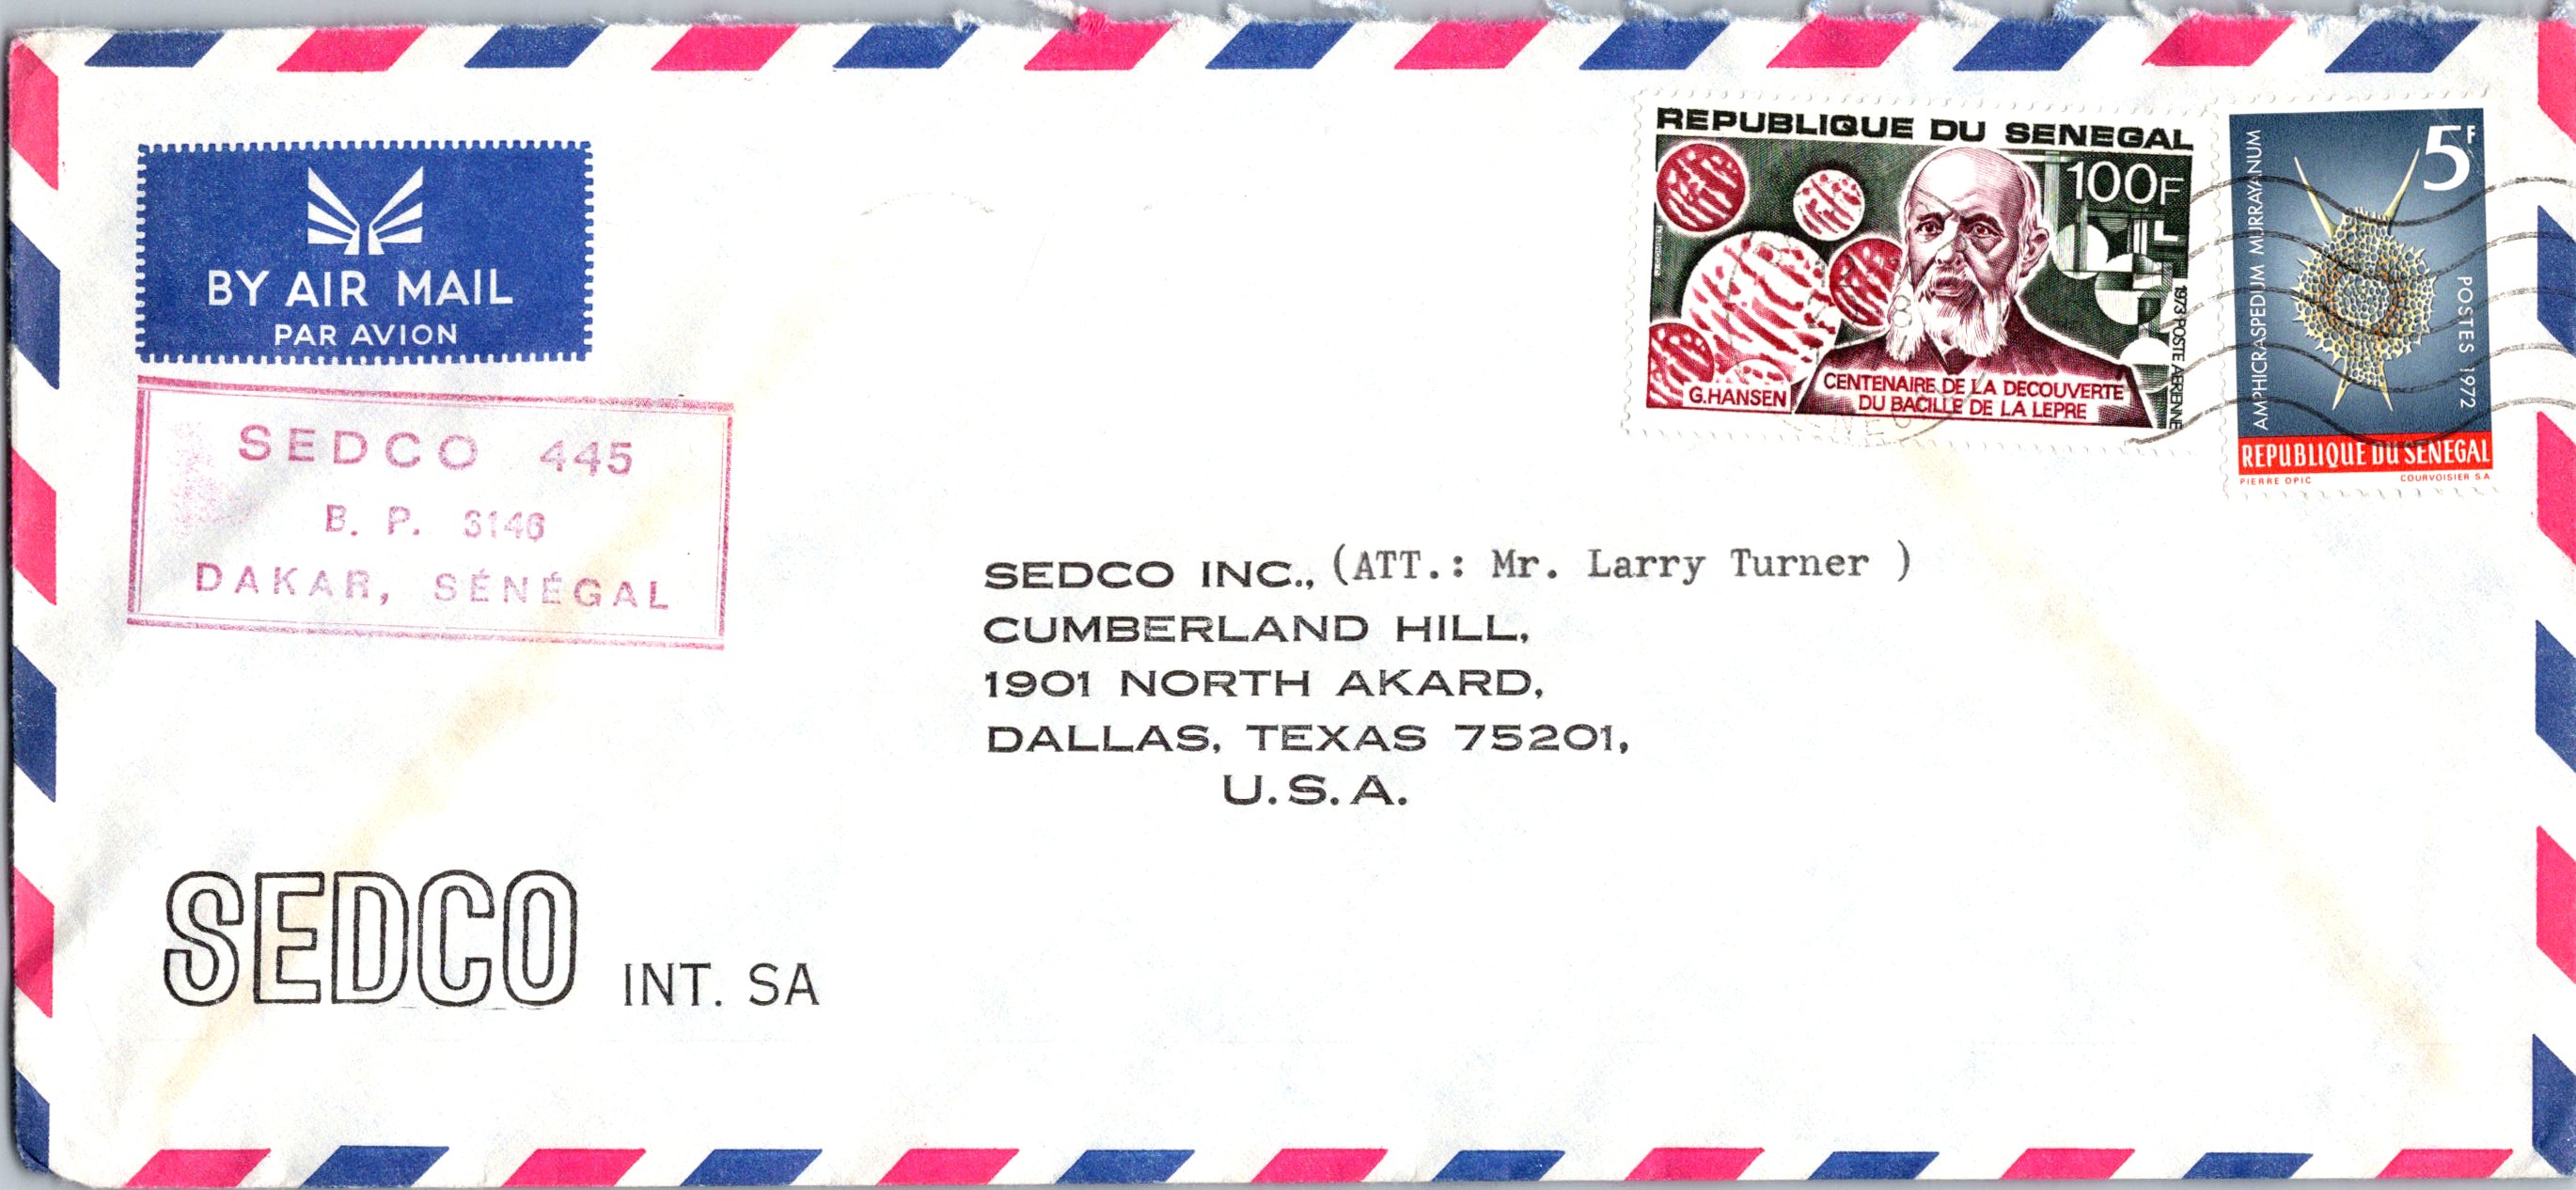 BY AIR MAIL
PAR AVION
SEDCO 445
B. P. 3146
DAKAR, SÉNÉGAL
REPUBLIQUE DU SENEGAL
100F
1973 POSTE AERIENNE
G.HANSEN
CENTENAIRE DE LA DECOUVERTE
DU BACILLE DE LA LEPRE
5F
AMPHICRASPEDUM MURRAYANUM
POSTES 1972
REPUBLIQUE DU SENEGAL
PIERRE OPIC COURVOISIER S A
SEDCO INC., (ATT.: Mr. Larry Turner )
CUMBERLAND HILL,
1901 NORTH AKARD,
DALLAS, TEXAS 75201,
U.S.A.
SEDCO INT. SA